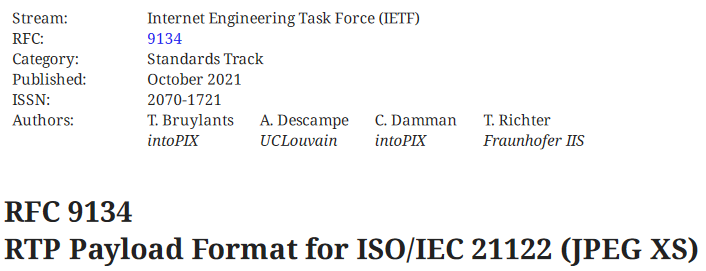 Stream: Internet Engineering Task Force (IETF)
RFC: 9134
Category: Standards Track
Published: October 2021
ISSN: 2070-1721
Authors: T. Bruylants A. Descampe C. Damman T. Richter
intoPIX UCLouvain intoPIX Fraunhofer IIS
RFC 9134
RTP Payload Format for ISO/IEC 21122 (JPEG XS)